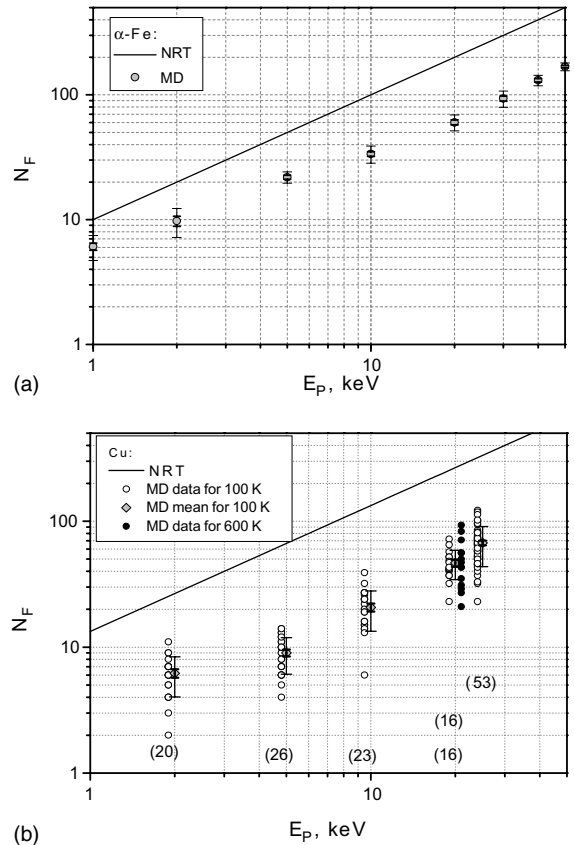 α-Fe:
NRT
MD
100
10
1
N_F
1
10
E_P, keV
(a)
Cu:
NRT
MD data for 100 K
MD mean for 100 K
MD data for 600 K
100
10
1
N_F
(53)
(16)
(20)
(26)
(23)
(16)
1
10
E_P, keV
(b)